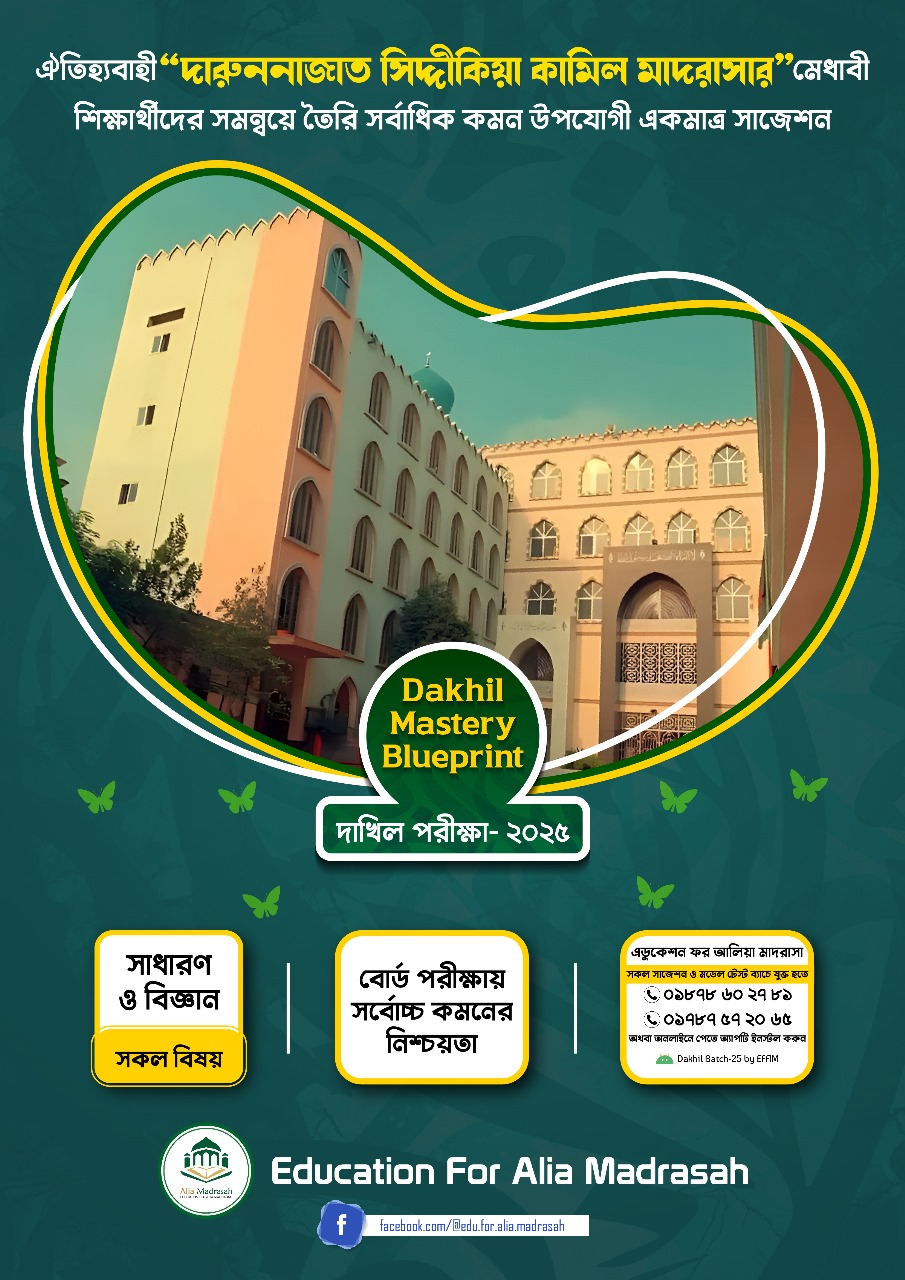 ঐতিহ্যবাহী “দারুননাজাত সিদ্দীকিয়া কামিল মাদরাসার” মেধাবী
শিক্ষার্থীদের সমন্বয়ে তৈরি সর্বাধিক কমন উপযোগী একমাত্র সাজেশন
Dakhil
Mastery
Blueprint
দাখিল পরীক্ষা- ২০২৫
সাধারণ
ও বিজ্ঞান
সকল বিষয়
বোর্ড পরীক্ষায়
সর্বোচ্চ কমনের
নিশ্চয়তা
এডুকেশন ফর আলিয়া মাদরাসা
সকল সাজেশন ও মডেল টেস্ট ব্যাচে যুক্ত হতে
০১৮৭৮ ৬০ ২৭ ৮১
০১৭৮৭ ৫৭ ২০ ৬৫
অথবা অনলাইনে পেতে অ্যাপটি ইনস্টল করুন
Dakhil Batch-25 by EFFIM
Alia Madrasah
Education For Alia Madrasah
f
facebook.com/@edu.for.alia.madrasah